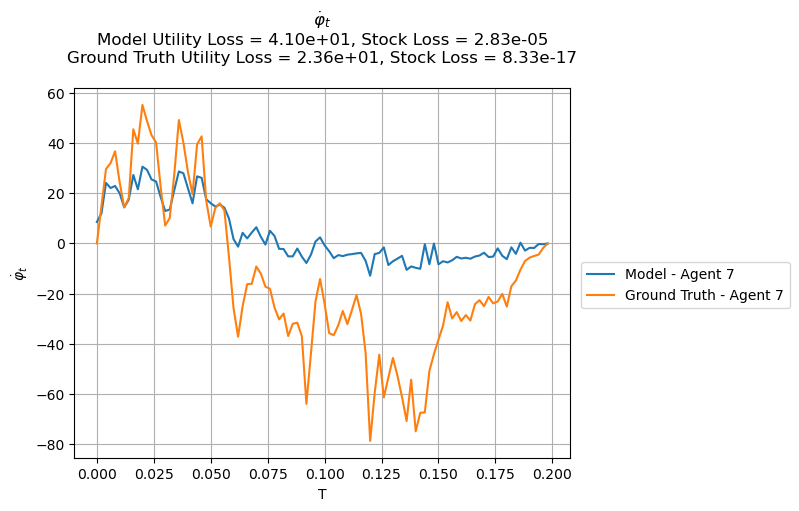 φ̇ₜ
Model Utility Loss = 4.10e+01, Stock Loss = 2.83e-05
Ground Truth Utility Loss = 2.36e+01, Stock Loss = 8.33e-17
60
40
20
0
−20
−40
−60
−80
φ̇ₜ
0.000 0.025 0.050 0.075 0.100 0.125 0.150 0.175 0.200
T
Model - Agent 7
Ground Truth - Agent 7